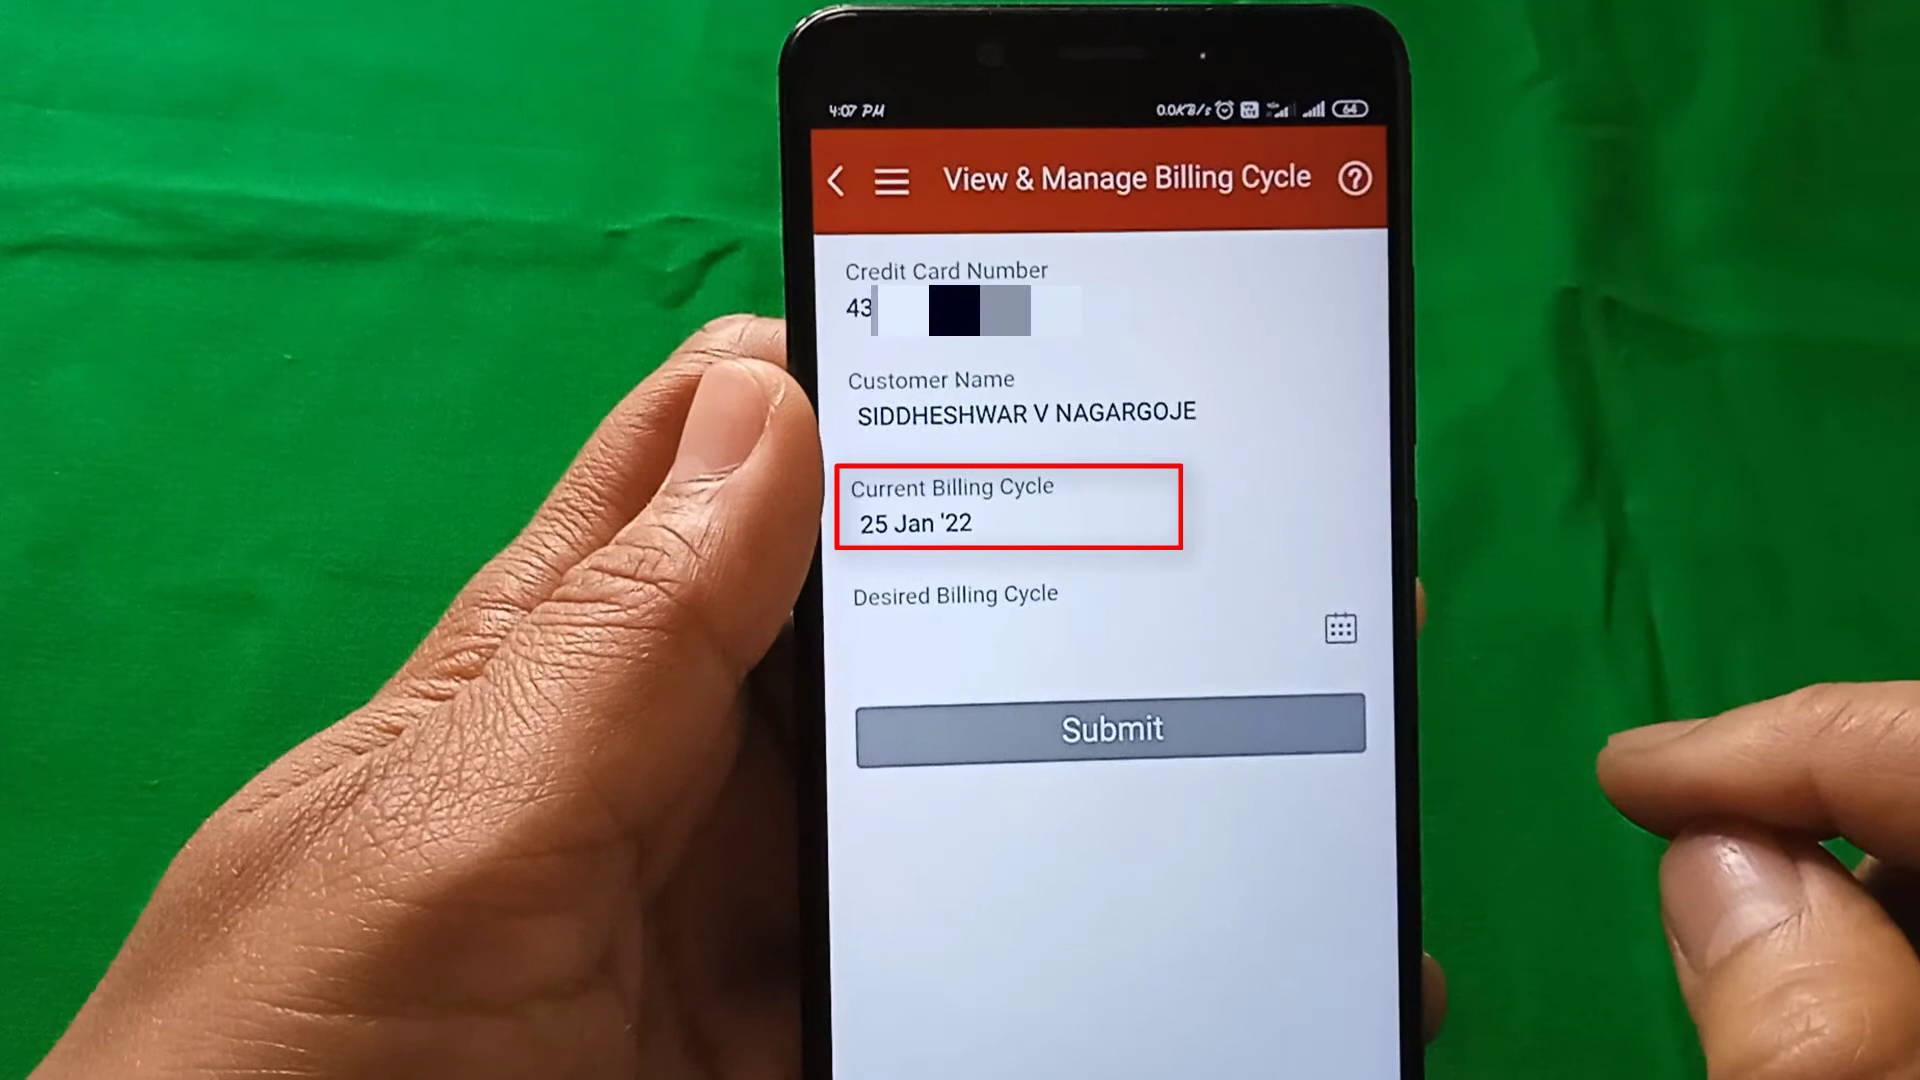 4:07 PM 0.0KB/s 64
View & Manage Billing Cycle
Credit Card Number
43
Customer Name
SIDDHESHWAR V NAGARGOJE
Current Billing Cycle
25 Jan '22
Desired Billing Cycle
Submit